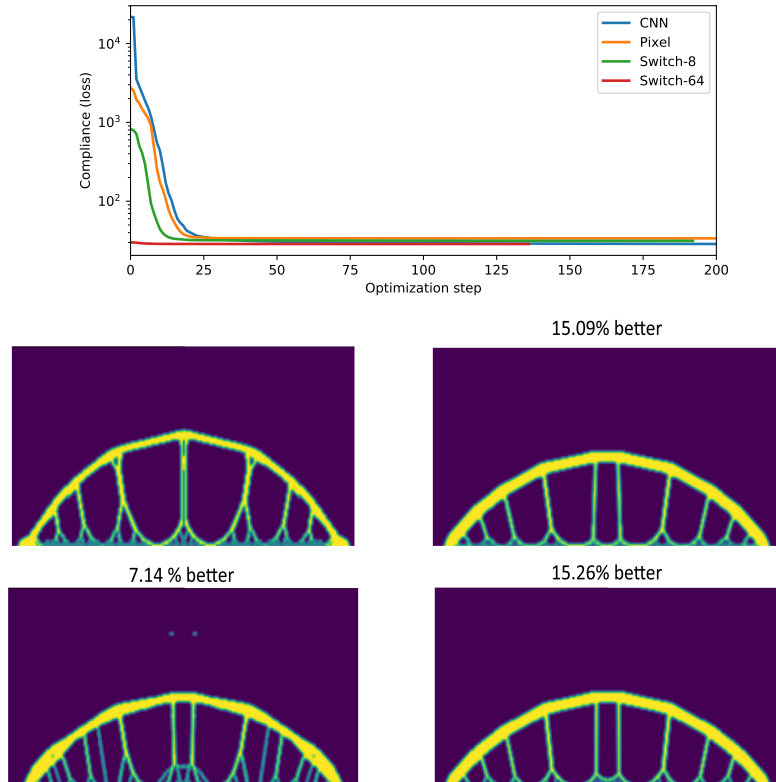 10⁴
10³
10²
Compliance (loss)
CNN
Pixel
Switch-8
Switch-64
0 25 50 75 100 125 150 175 200
Optimization step
15.09% better
7.14 % better
15.26% better